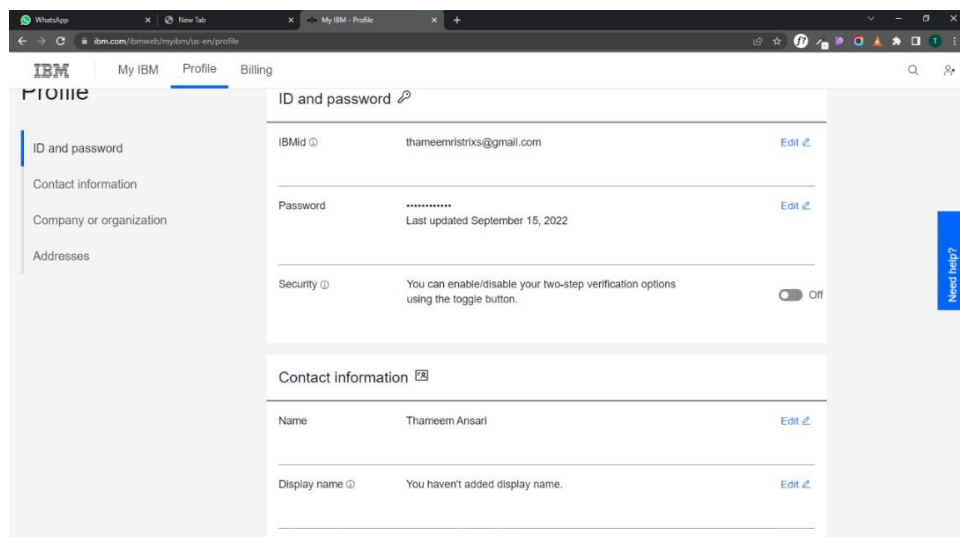 WhatsApp
New Tab
My IBM - Profile
ibm.com/ibmweb/myibm/us-en/profile
IBM
My IBM
Profile
Billing
Profile
ID and password
Contact information
Company or organization
Addresses
ID and password
IBMid
thameemristrixs@gmail.com
Edit
Password
............
Edit
Last updated September 15, 2022
Security
You can enable/disable your two-step verification options
using the toggle button.
Off
Contact information
Name
Thameem Ansari
Edit
Display name
You haven't added display name.
Edit
Need help?